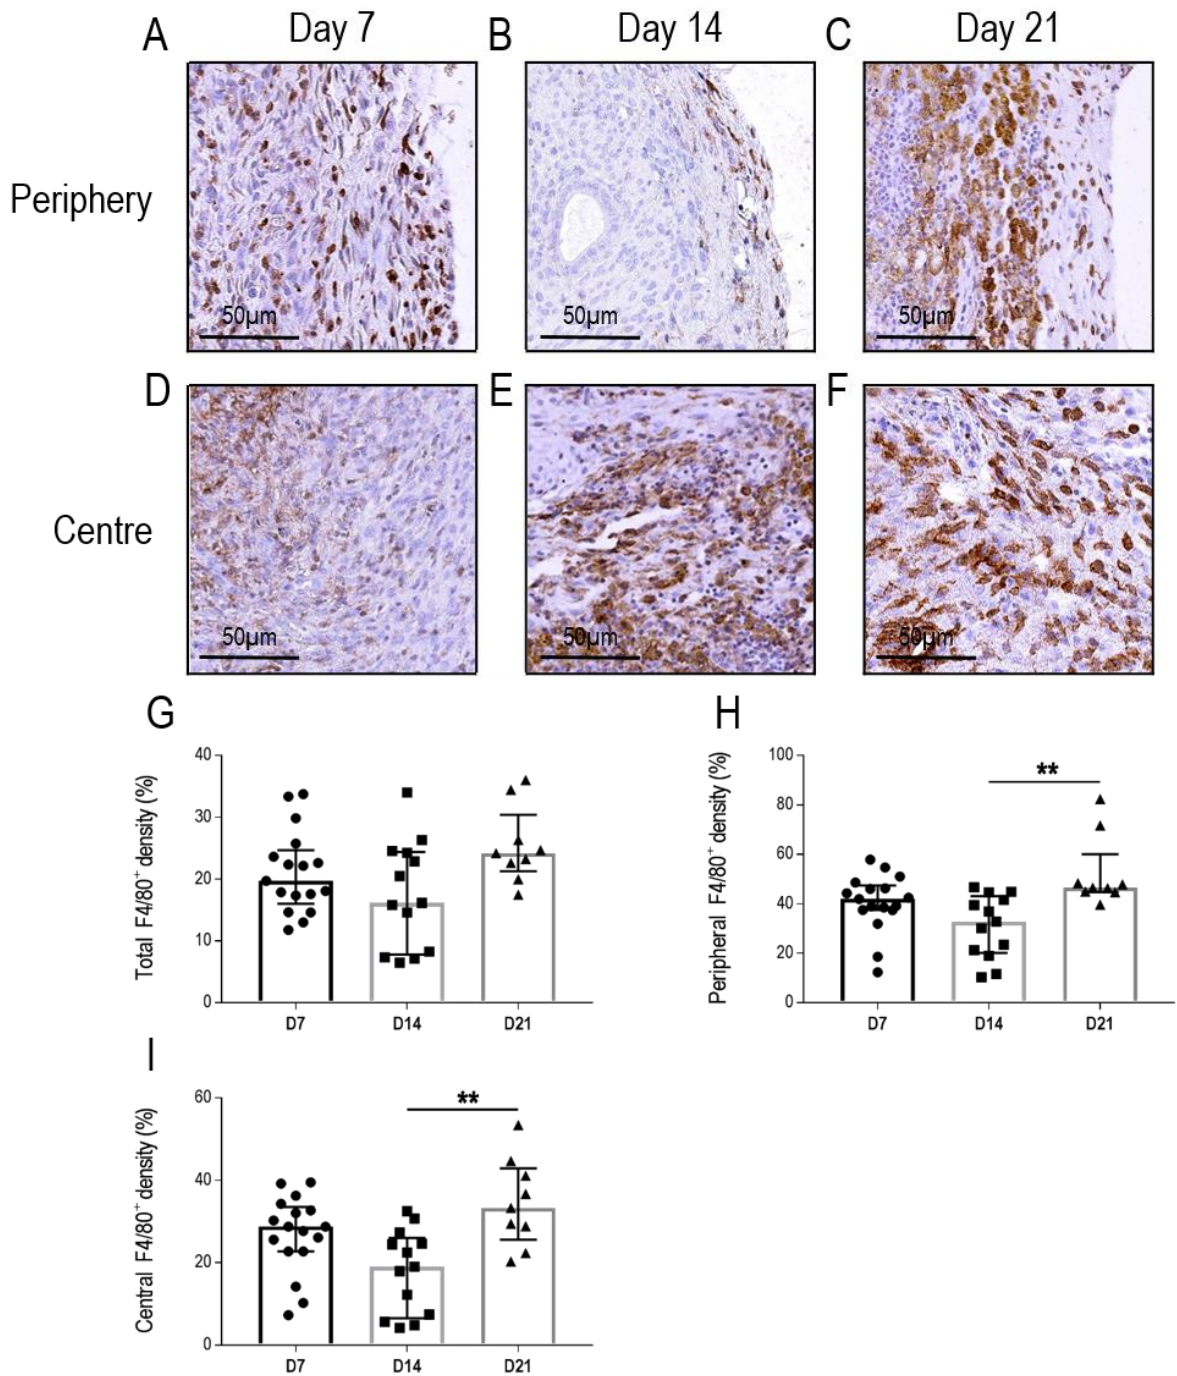 A Day 7 B Day 14 C Day 21
Periphery
50µm 50µm 50µm
D E F
Centre
50µm 50µm 50µm
G H
Total F4/80⁺ density (%)
40
30
20
10
0
D7 D14 D21
Peripheral F4/80⁺ density (%)
100
80
60
40
20
0
**
D7 D14 D21
I
Central F4/80⁺ density (%)
60
40
20
0
**
D7 D14 D21